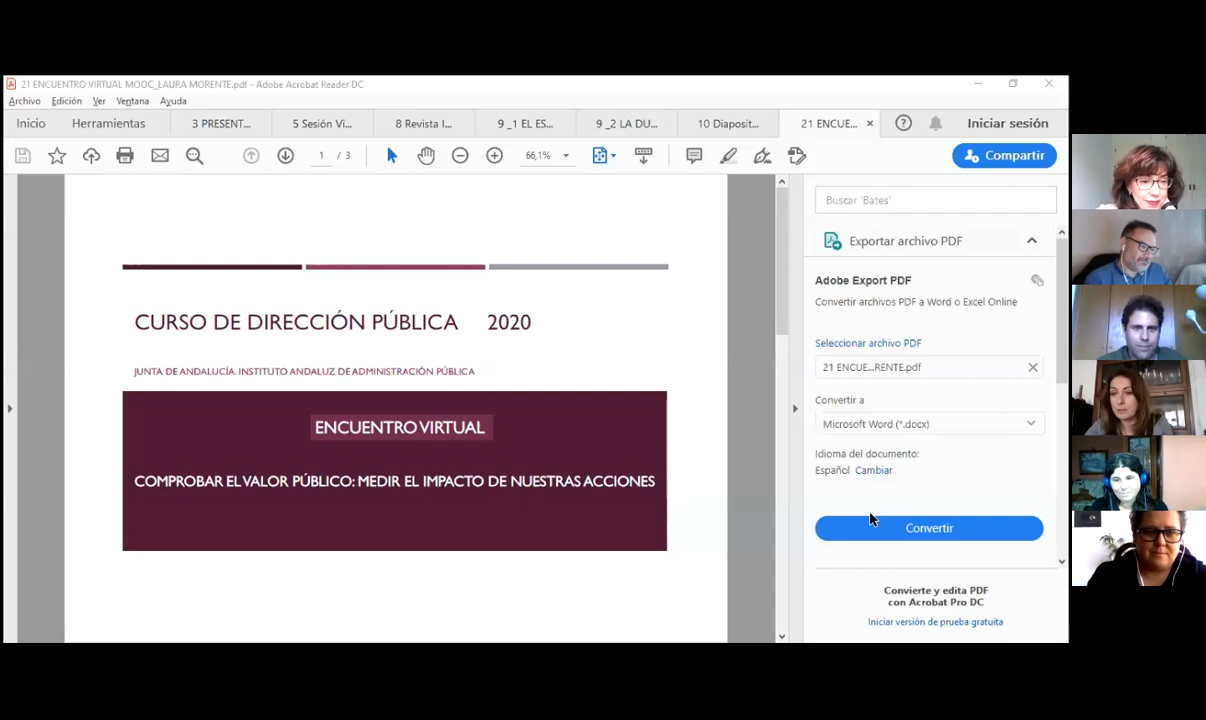 21 ENCUENTRO VIRTUAL MOOC_LAURA MORENTE.pdf - Adobe Acrobat Reader DC
Archivo Edición Ver Ventana Ayuda
Inicio Herramientas 3 PRESENT... 5 Sesión Vi... 8 Revista I... 9 _1 EL ES... 9 _2 LA DU... 10 Diaposit... 21 ENCUE... Iniciar sesión
1 / 3 66,1% Compartir
CURSO DE DIRECCIÓN PÚBLICA 2020
JUNTA DE ANDALUCÍA. INSTITUTO ANDALUZ DE ADMINISTRACIÓN PÚBLICA
ENCUENTRO VIRTUAL
COMPROBAR EL VALOR PÚBLICO: MEDIR EL IMPACTO DE NUESTRAS ACCIONES
Buscar 'Bates'
Exportar archivo PDF
Adobe Export PDF
Convertir archivos PDF a Word o Excel Online
Seleccionar archivo PDF
21 ENCUE...RENTE.pdf
Convertir a
Microsoft Word (*.docx)
Idioma del documento:
Español Cambiar
Convertir
Convierte y edita PDF
con Acrobat Pro DC
Iniciar versión de prueba gratuita